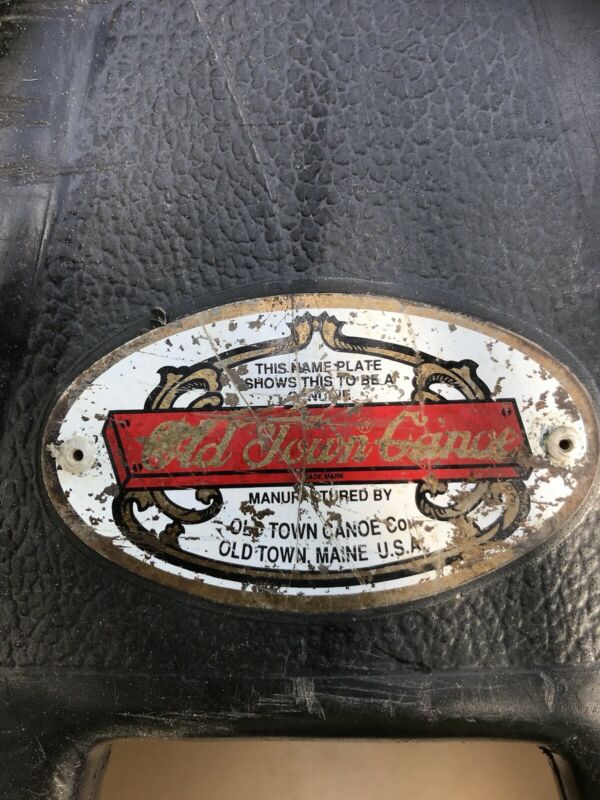 THIS NAME PLATE
SHOWS THIS TO BE A
Old Town® Canoe
TRADE MARK
MANUFACTURED BY
OLD TOWN CANOE Co.
OLD TOWN, MAINE U.S.A.